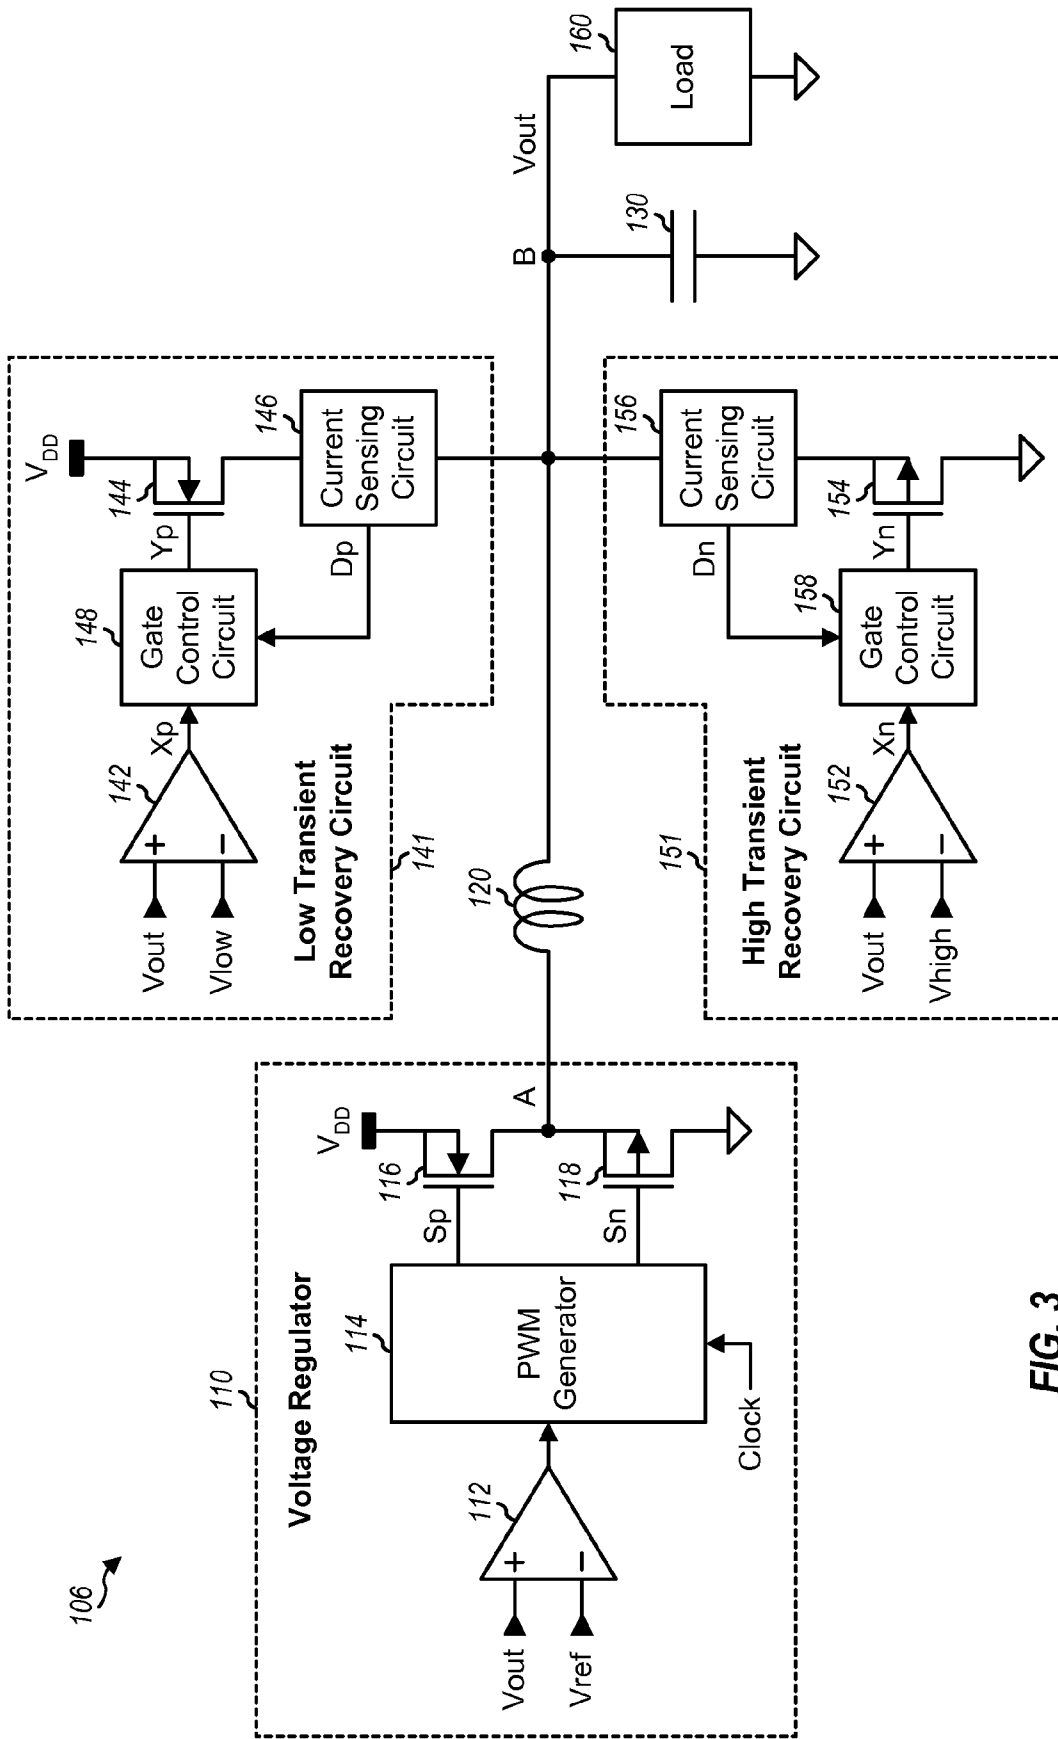 106
110
Voltage Regulator
Vout
Vref
+
−
112
114
PWM
Generator
Clock
Sp
Sn
116
118
VDD
A
120
Low Transient
Recovery Circuit
141
Vout
Vlow
+
−
142
Xp
148
Gate
Control
Circuit
Yp
144
VDD
Dp
146
Current
Sensing
Circuit
High Transient
Recovery Circuit
151
Vout
Vhigh
+
−
152
Xn
158
Gate
Control
Circuit
Yn
154
Dn
156
Current
Sensing
Circuit
B
Vout
130
160
Load
FIG. 3